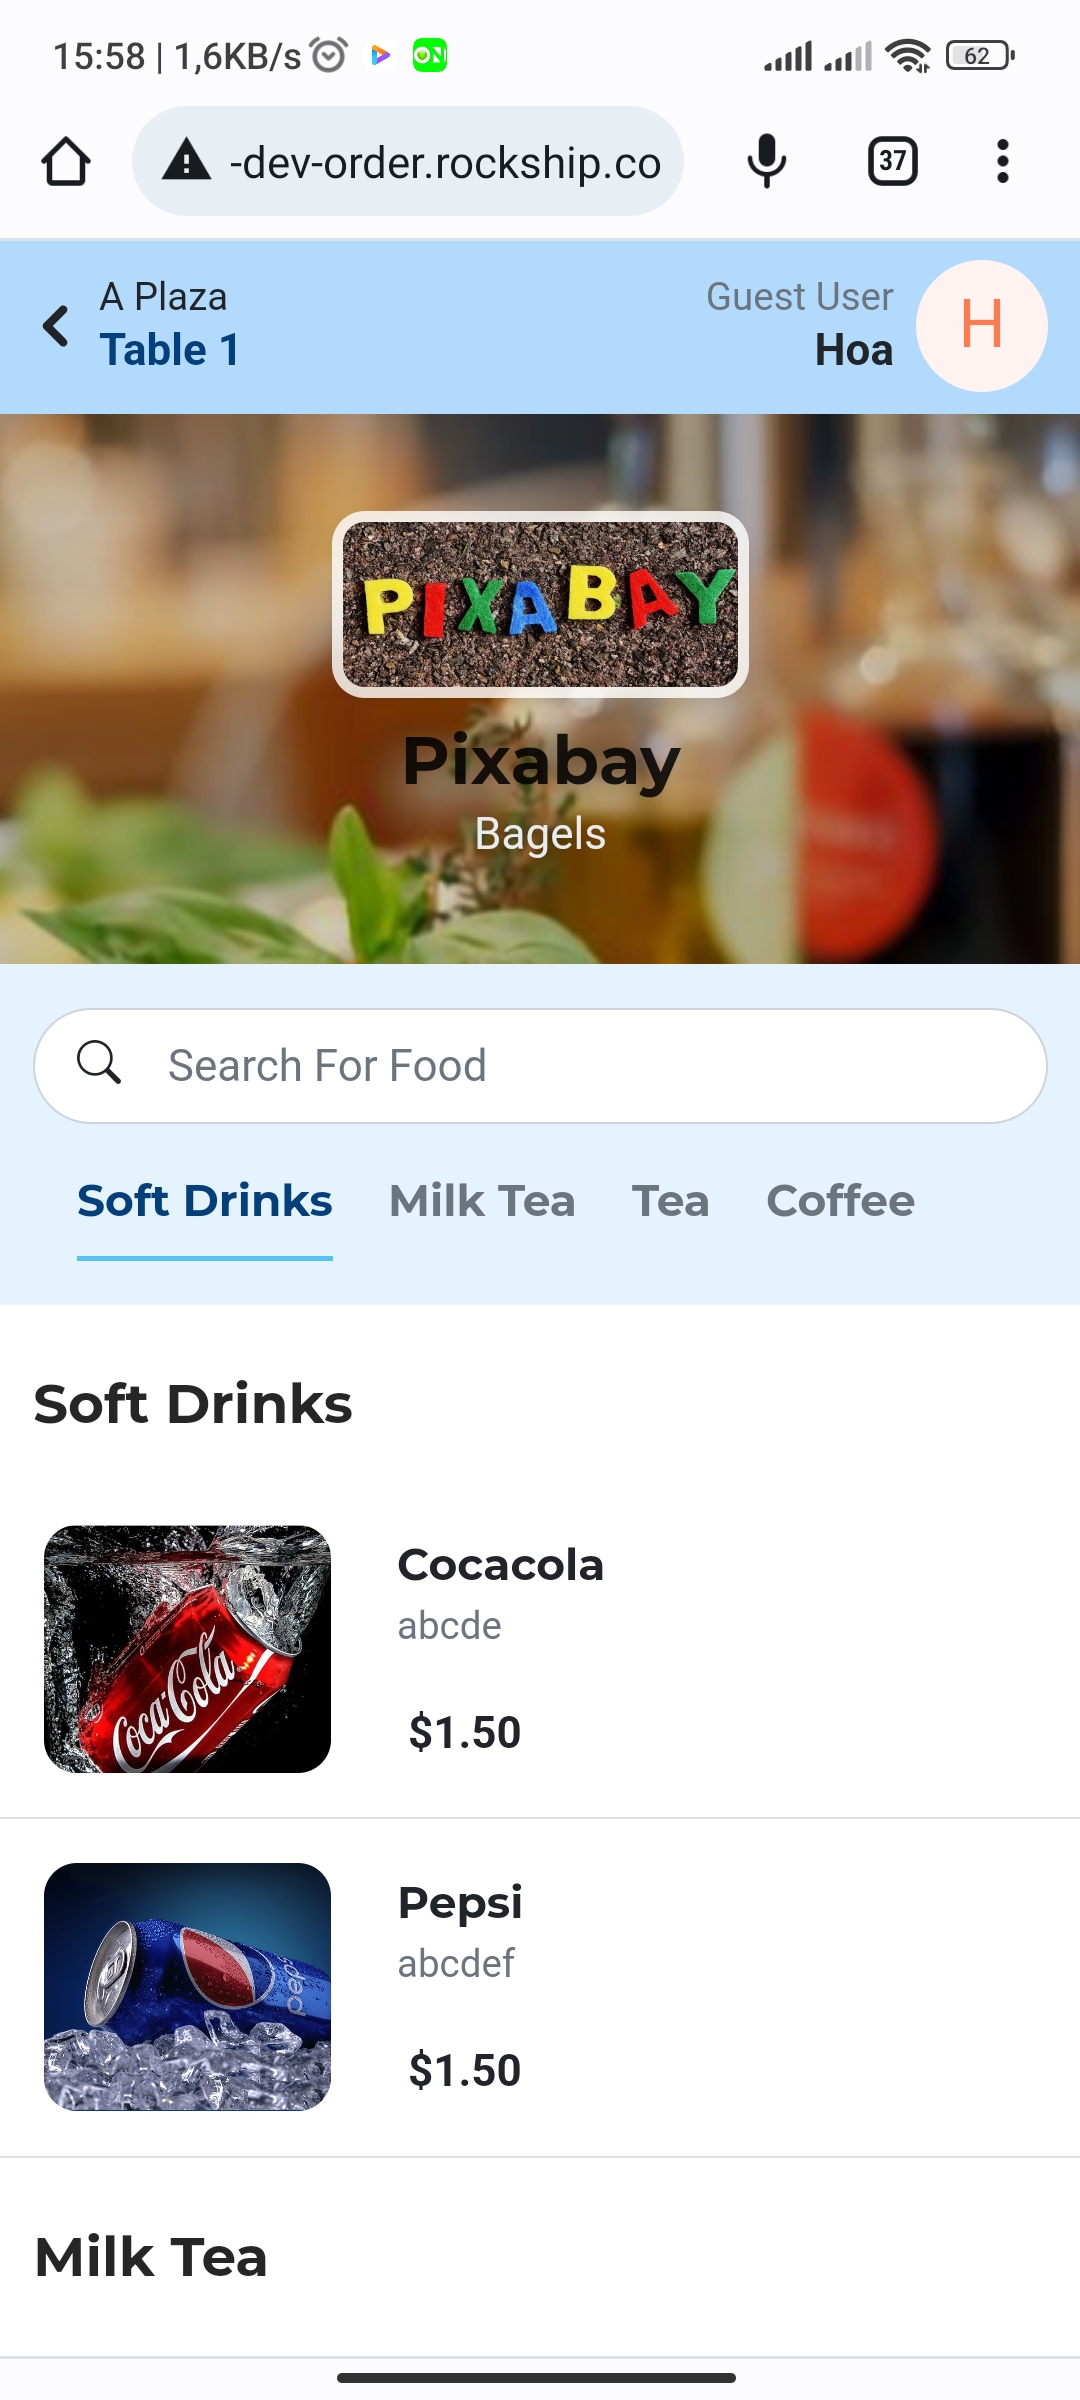 15:58 | 1,6KB/s
ON
62
-dev-order.rockship.co
37
A Plaza
Table 1
Guest User
Hoa
H
PIXABAY
Pixabay
Bagels
Search For Food
Soft Drinks
Milk Tea
Tea
Coffee
Soft Drinks
Coca-Cola
Cocacola
abcde
$1.50
pepsi
Pepsi
abcdef
$1.50
Milk Tea